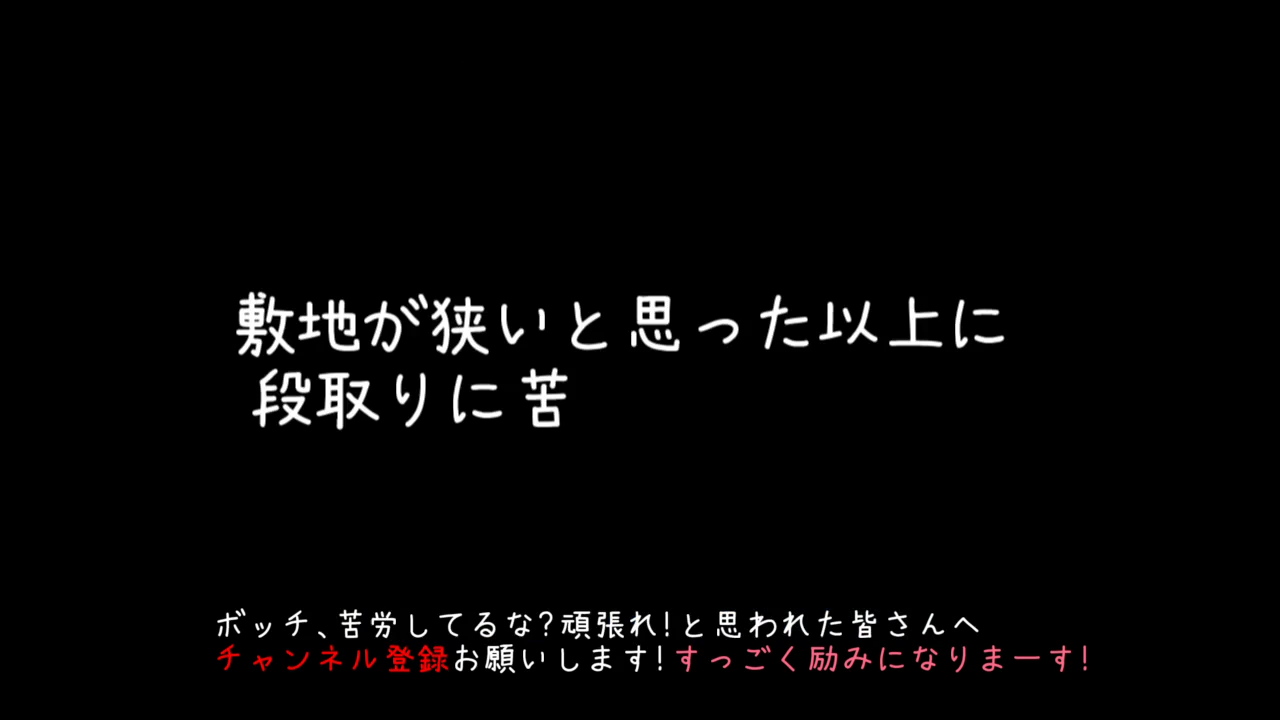 敷地が狭いと思った以上に
段取りに苦
ボッチ、苦労してるな?頑張れ!と思われた皆さんへ
チャンネル登録お願いします!すっごく励みになりまーす!